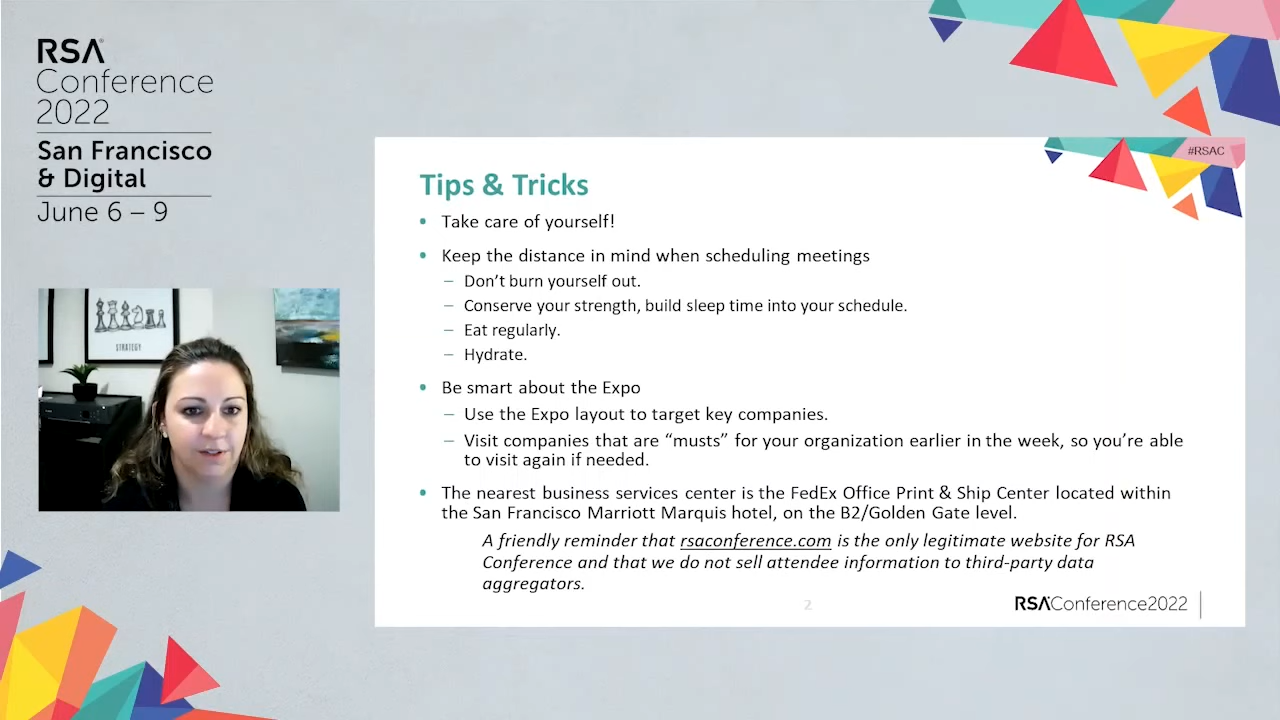 RSA
Conference
2022
San Francisco
& Digital
June 6 – 9
STRATEGY
#RSAC
Tips & Tricks
• Take care of yourself!
• Keep the distance in mind when scheduling meetings
– Don’t burn yourself out.
– Conserve your strength, build sleep time into your schedule.
– Eat regularly.
– Hydrate.
• Be smart about the Expo
– Use the Expo layout to target key companies.
– Visit companies that are “musts” for your organization earlier in the week, so you’re able
to visit again if needed.
• The nearest business services center is the FedEx Office Print & Ship Center located within
the San Francisco Marriott Marquis hotel, on the B2/Golden Gate level.
A friendly reminder that rsaconference.com is the only legitimate website for RSA
Conference and that we do not sell attendee information to third-party data
aggregators.
2
RSAConference2022